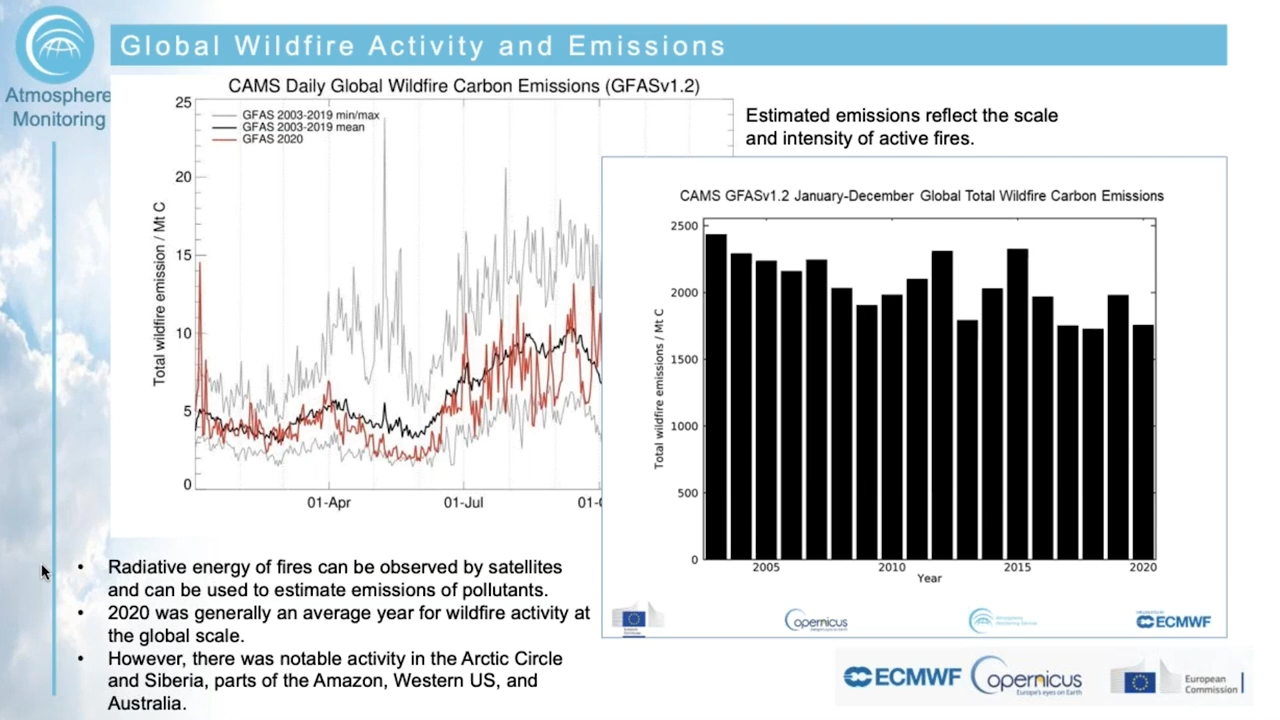 Global Wildfire Activity and Emissions
Atmosphere
Monitoring
CAMS Daily Global Wildfire Carbon Emissions (GFASv1.2)
GFAS 2003-2019 min/max
GFAS 2003-2019 mean
GFAS 2020
Total wildfire emission / Mt C
25
20
15
10
5
0
01-Apr
01-Jul
Estimated emissions reflect the scale
and intensity of active fires.
CAMS GFASv1.2 January-December Global Total Wildfire Carbon Emissions
Total wildfire emissions / Mt C
2500
2000
1500
1000
500
0
2005
2010
2015
2020
Year
opernicus
ECMWF
Radiative energy of fires can be observed by satellites
and can be used to estimate emissions of pollutants.
2020 was generally an average year for wildfire activity at
the global scale.
However, there was notable activity in the Arctic Circle
and Siberia, parts of the Amazon, Western US, and
Australia.
ECMWF
opernicus
Europe's eyes on Earth
European
Commission